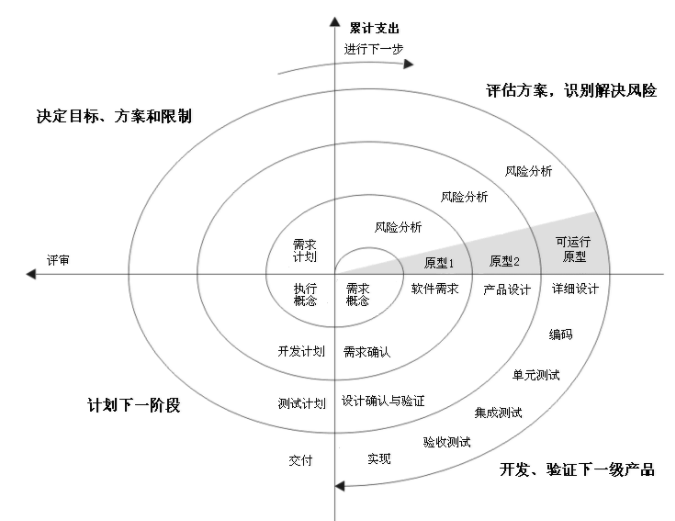 累计支出
进行下一步
评估方案，识别解决风险
决定目标、方案和限制
风险分析
风险分析
风险分析
需求
计划
可运行
原型
原型1
原型2
评审
执行
概念
需求
概念
软件需求
产品设计
详细设计
编码
开发计划
需求确认
单元测试
计划下一阶段
测试计划
设计确认与验证
集成测试
验收测试
交付
实现
开发、验证下一级产品